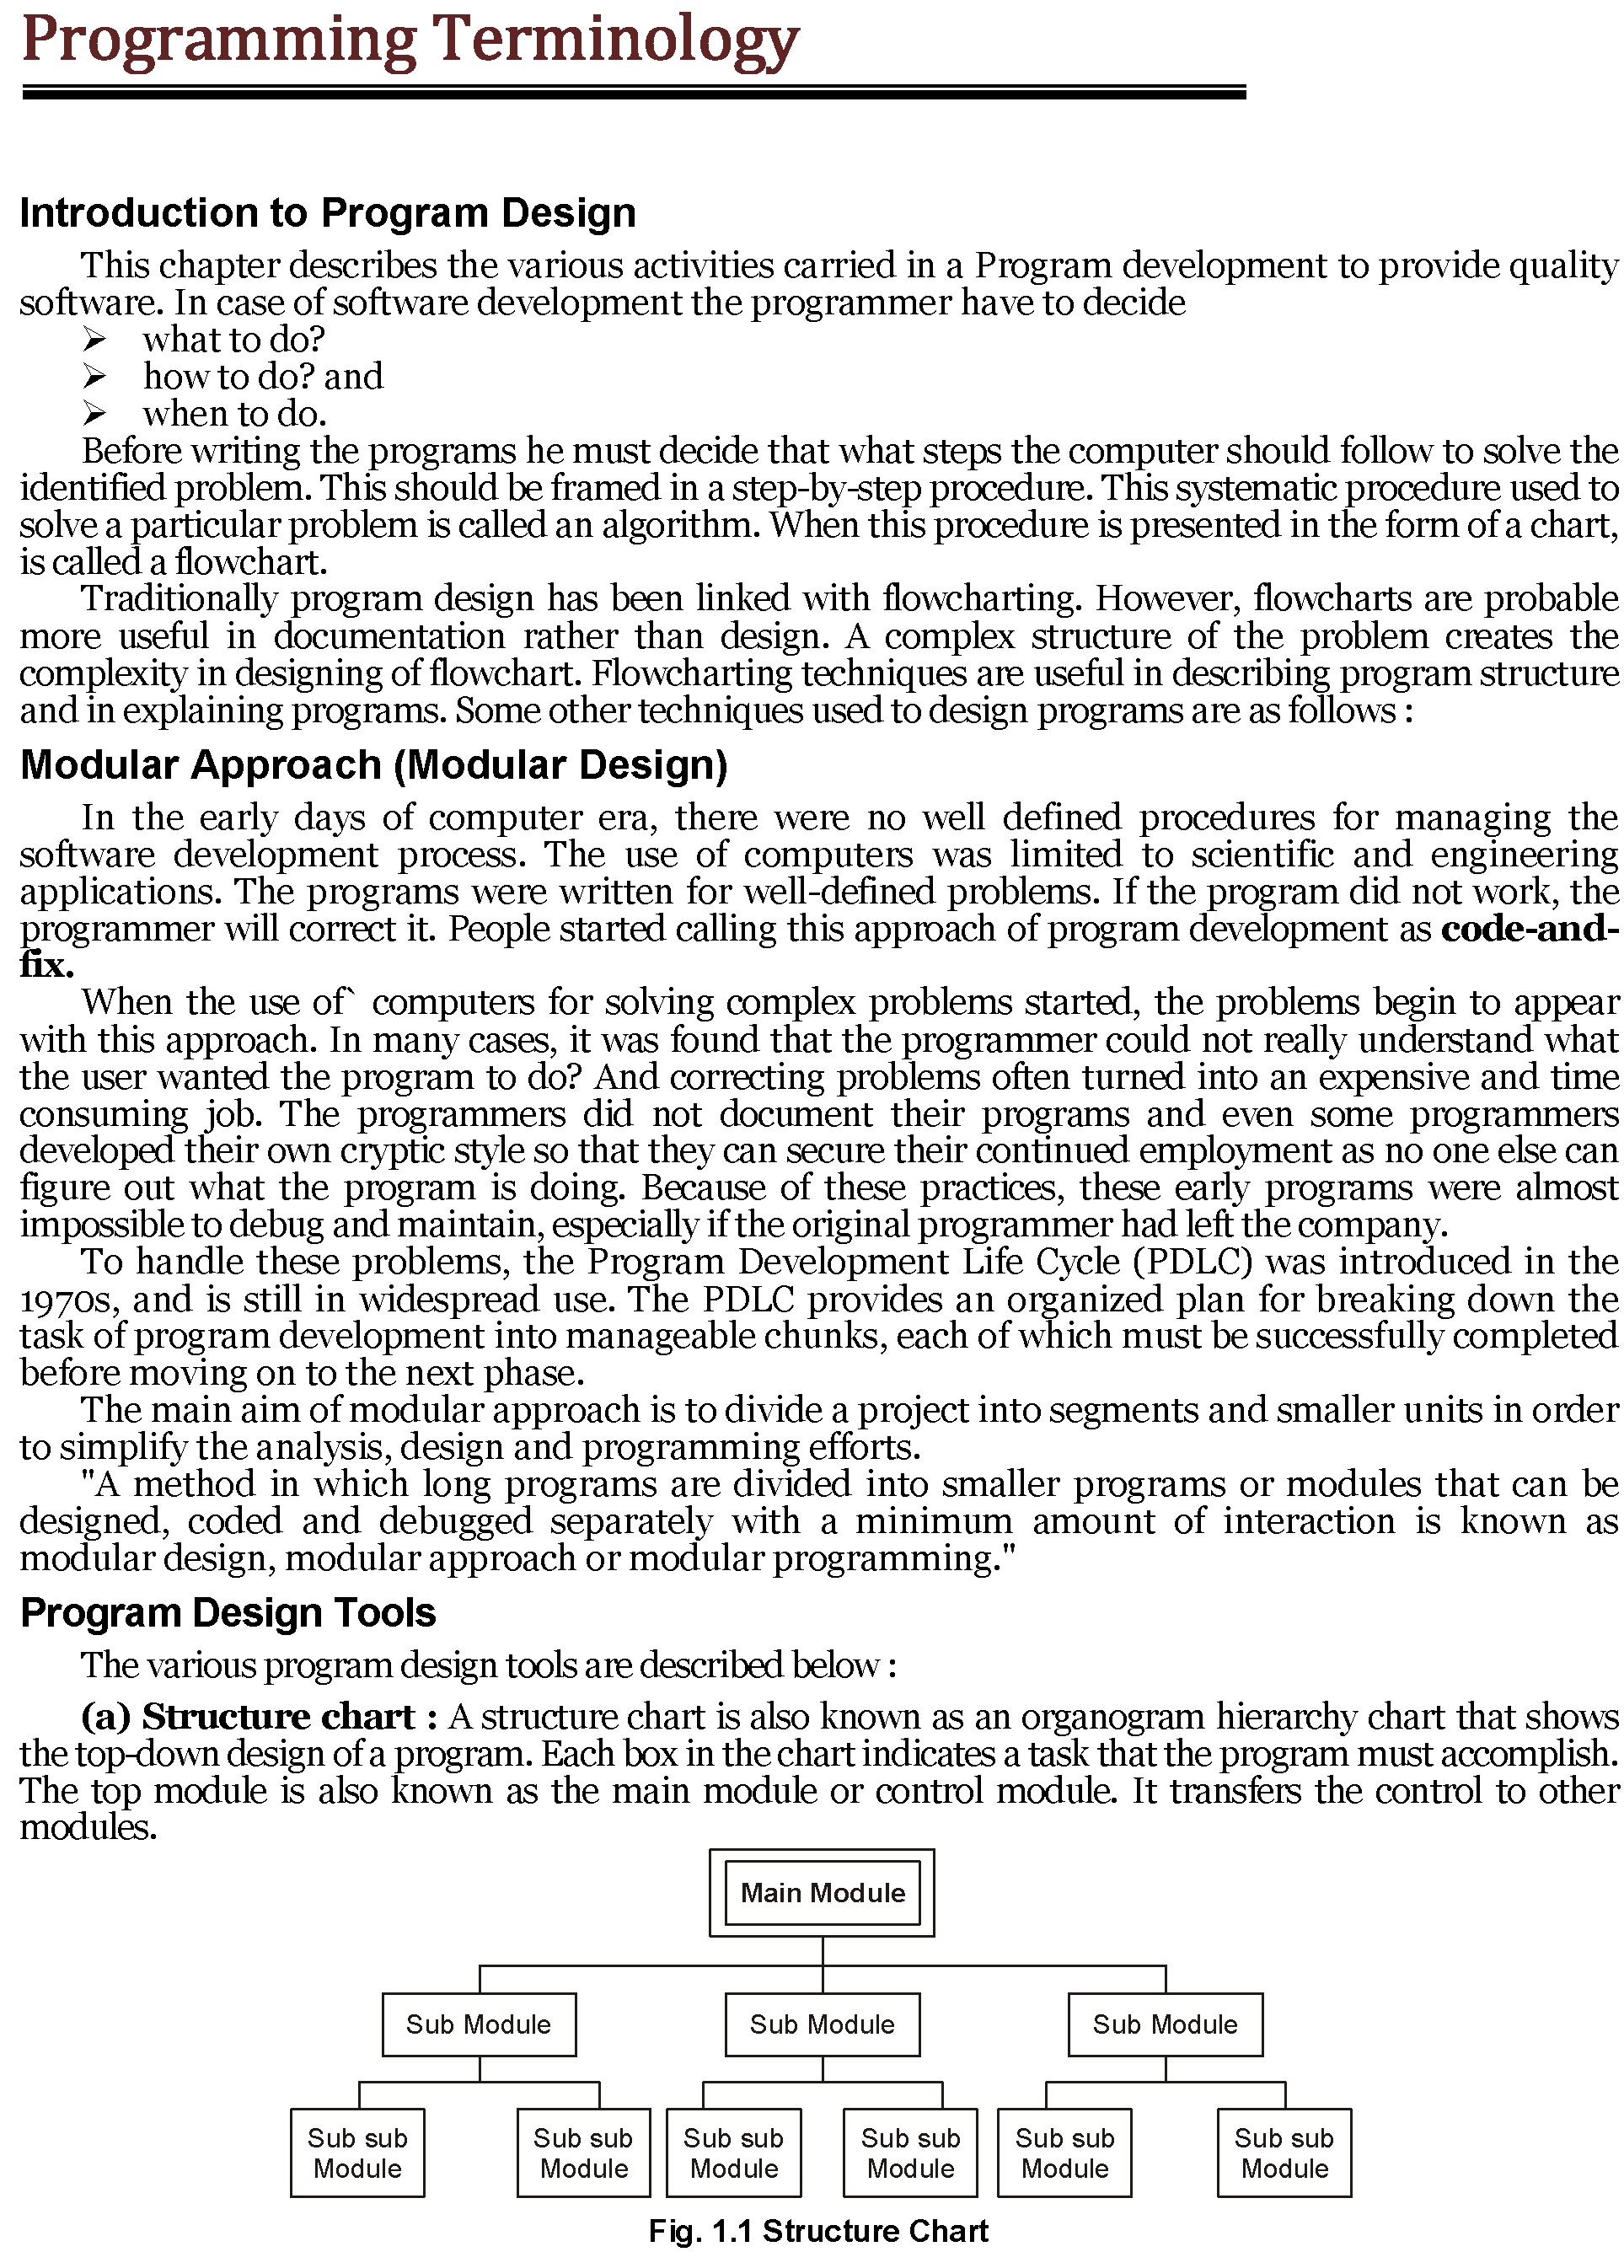 Programming Terminology
Introduction to Program Design
This chapter describes the various activities carried in a Program development to provide quality
software. In case of software development the programmer have to decide
➢ what to do?
➢ how to do? and
➢ when to do.
Before writing the programs he must decide that what steps the computer should follow to solve the
identified problem. This should be framed in a step-by-step procedure. This systematic procedure used to
solve a particular problem is called an algorithm. When this procedure is presented in the form of a chart,
is called a flowchart.
Traditionally program design has been linked with flowcharting. However, flowcharts are probable
more useful in documentation rather than design. A complex structure of the problem creates the
complexity in designing of flowchart. Flowcharting techniques are useful in describing program structure
and in explaining programs. Some other techniques used to design programs are as follows :
Modular Approach (Modular Design)
In the early days of computer era, there were no well defined procedures for managing the
software development process. The use of computers was limited to scientific and engineering
applications. The programs were written for well-defined problems. If the program did not work, the
programmer will correct it. People started calling this approach of program development as code-and-
fix.
When the use of` computers for solving complex problems started, the problems begin to appear
with this approach. In many cases, it was found that the programmer could not really understand what
the user wanted the program to do? And correcting problems often turned into an expensive and time
consuming job. The programmers did not document their programs and even some programmers
developed their own cryptic style so that they can secure their continued employment as no one else can
figure out what the program is doing. Because of these practices, these early programs were almost
impossible to debug and maintain, especially if the original programmer had left the company.
To handle these problems, the Program Development Life Cycle (PDLC) was introduced in the
1970s, and is still in widespread use. The PDLC provides an organized plan for breaking down the
task of program development into manageable chunks, each of which must be successfully completed
before moving on to the next phase.
The main aim of modular approach is to divide a project into segments and smaller units in order
to simplify the analysis, design and programming efforts.
"A method in which long programs are divided into smaller programs or modules that can be
designed, coded and debugged separately with a minimum amount of interaction is known as
modular design, modular approach or modular programming."
Program Design Tools
The various program design tools are described below :
(a) Structure chart : A structure chart is also known as an organogram hierarchy chart that shows
the top-down design of a program. Each box in the chart indicates a task that the program must accomplish.
The top module is also known as the main module or control module. It transfers the control to other
modules.
Main Module
Sub Module Sub Module Sub Module
Sub sub Sub sub Sub sub Sub sub Sub sub Sub sub
Module Module Module Module Module Module
Fig. 1.1 Structure Chart